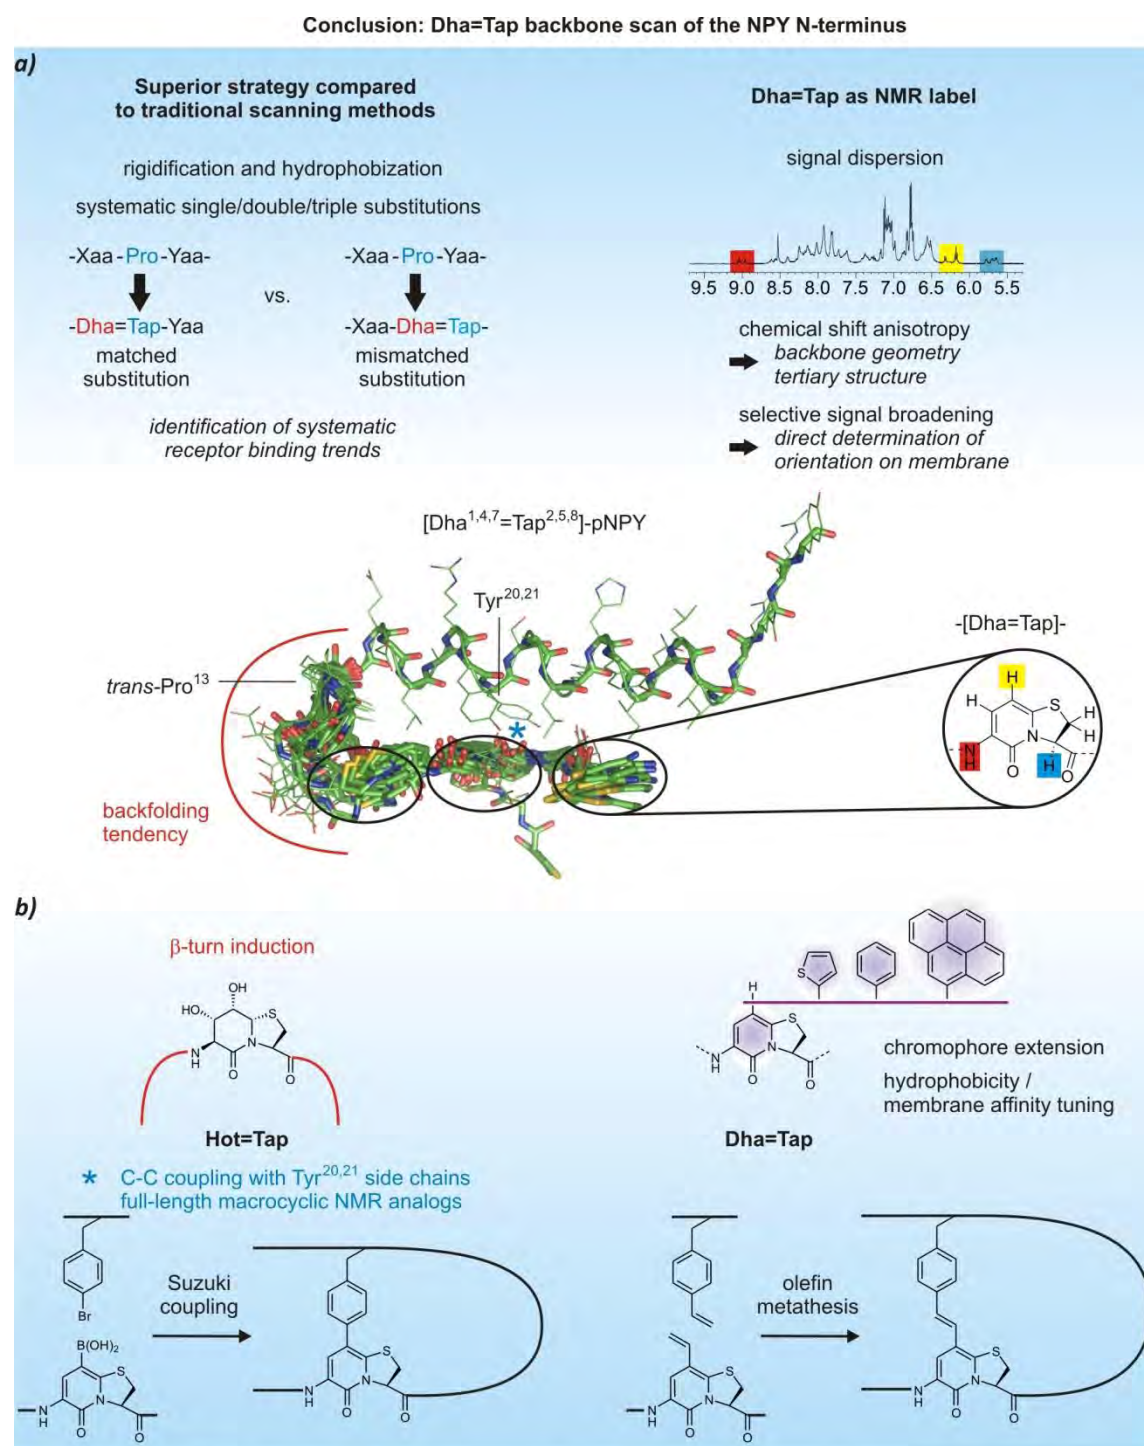 Conclusion: Dha=Tap backbone scan of the NPY N-terminus
a)
Superior strategy compared
to traditional scanning methods
rigidification and hydrophobization
systematic single/double/triple substitutions
-Xaa-Pro-Yaa-
-Xaa-Pro-Yaa-
vs.
-Dha=Tap-Yaa
-Xaa-Dha=Tap-
matched
substitution
mismatched
substitution
identification of systematic
receptor binding trends
Dha=Tap as NMR label
signal dispersion
9.5 9.0 8.5 8.0 7.5 7.0 6.5 6.0 5.5
chemical shift anisotropy
backbone geometry
tertiary structure
selective signal broadening
direct determination of
orientation on membrane
[Dha1,4,7=Tap2,5,8]-pNPY
Tyr20,21
trans-Pro13
*
backfolding
tendency
-[Dha=Tap]-
H
H
S
H
H
N
H
N
H
O
O
b)
β-turn induction
OH
HO
S
N
H
N
O
O
Hot=Tap
S
H
S
N
H
N
O
O
chromophore extension
hydrophobicity /
membrane affinity tuning
Dha=Tap
* C-C coupling with Tyr20,21 side chains
full-length macrocyclic NMR analogs
Br
B(OH)2
S
N
H
N
O
O
Suzuki
coupling
S
N
H
N
O
O
S
N
H
N
O
O
olefin
metathesis
S
N
H
N
O
O